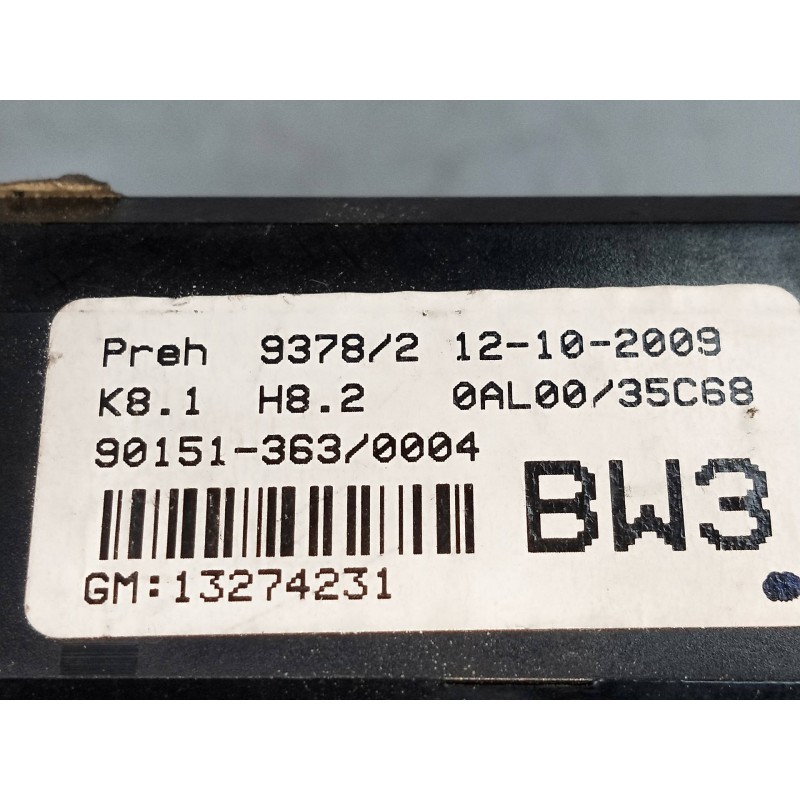 Preh 9378/2 12-10-2009
K8.1 H8.2 0AL00/35C68
90151-363/0004
BW3
GM:13274231